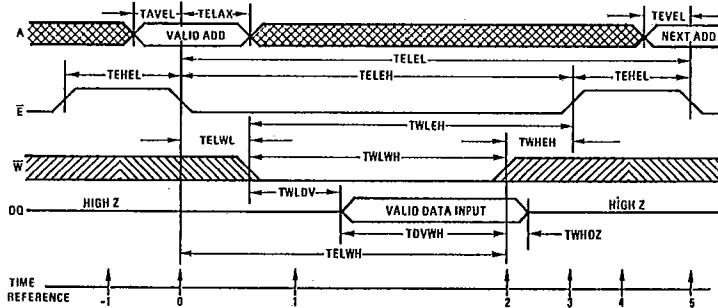 TAVEL TELAX TEVEL
A VALID ADD NEXT ADD
TELEL
TEHEL TELEH TEHEL
E
TWLEH
TELWL TWHEH
TWLWH
W
TWLDV
DQ HIGH Z VALID DATA INPUT HIGH Z
TDVWH TWHDZ
TELWH
TIME REFERENCE
-1 0 1 2 3 4 5